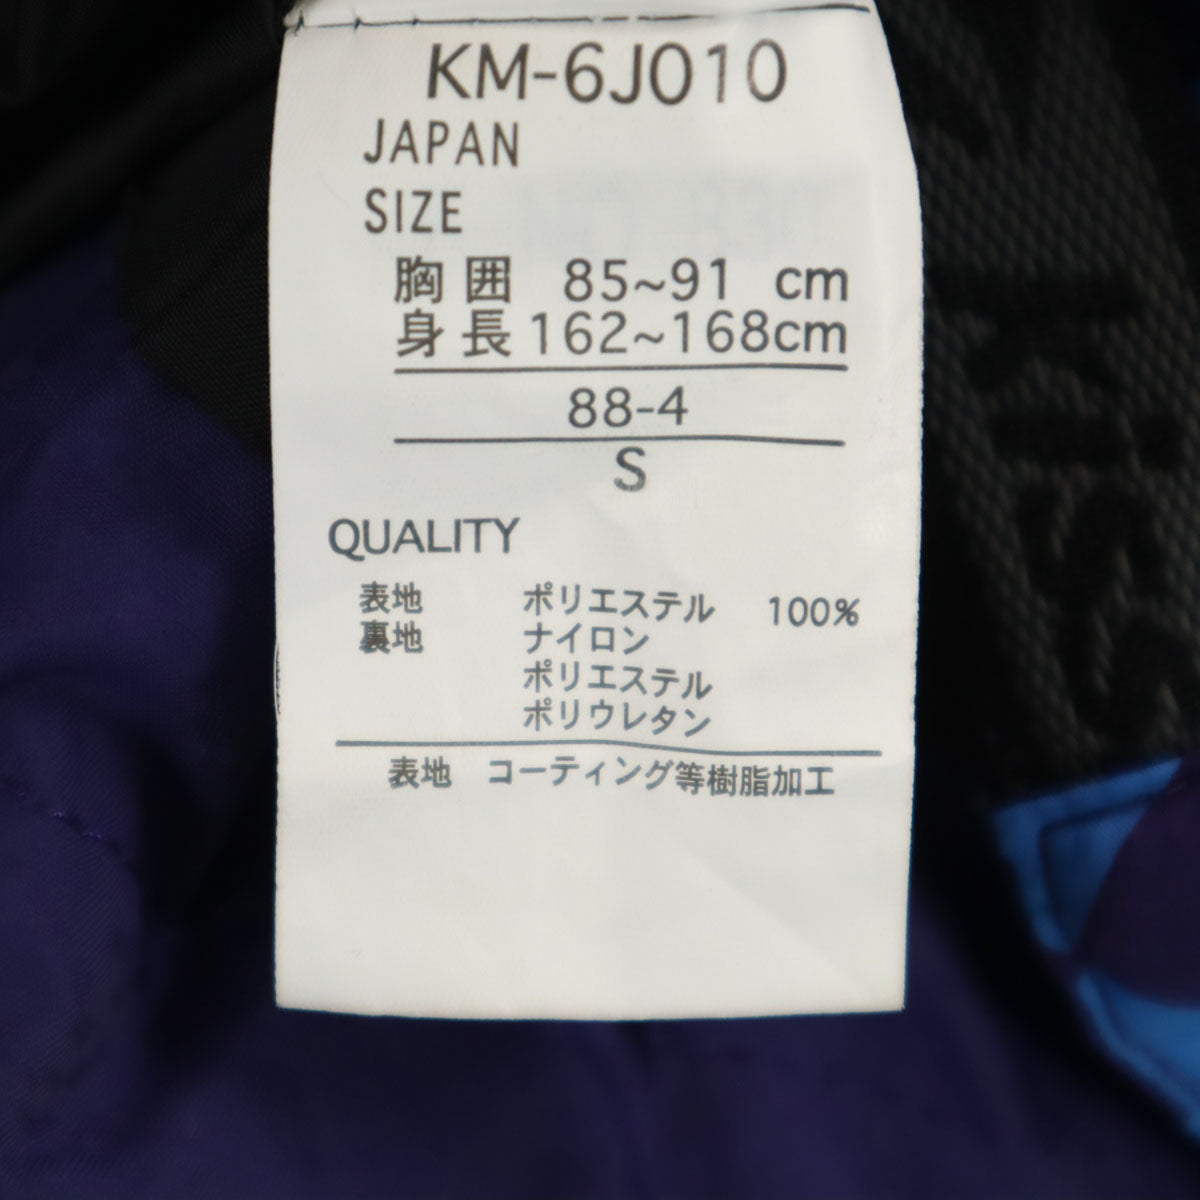 KM-6J010
JAPAN
SIZE
胸 囲 85~91 cm
身 長 162~168cm
88-4
S
QUALITY
表地 ポリエステル 100%
裏地 ナイロン
ポリエステル
ポリウレタン
表地 コーティング等樹脂加工